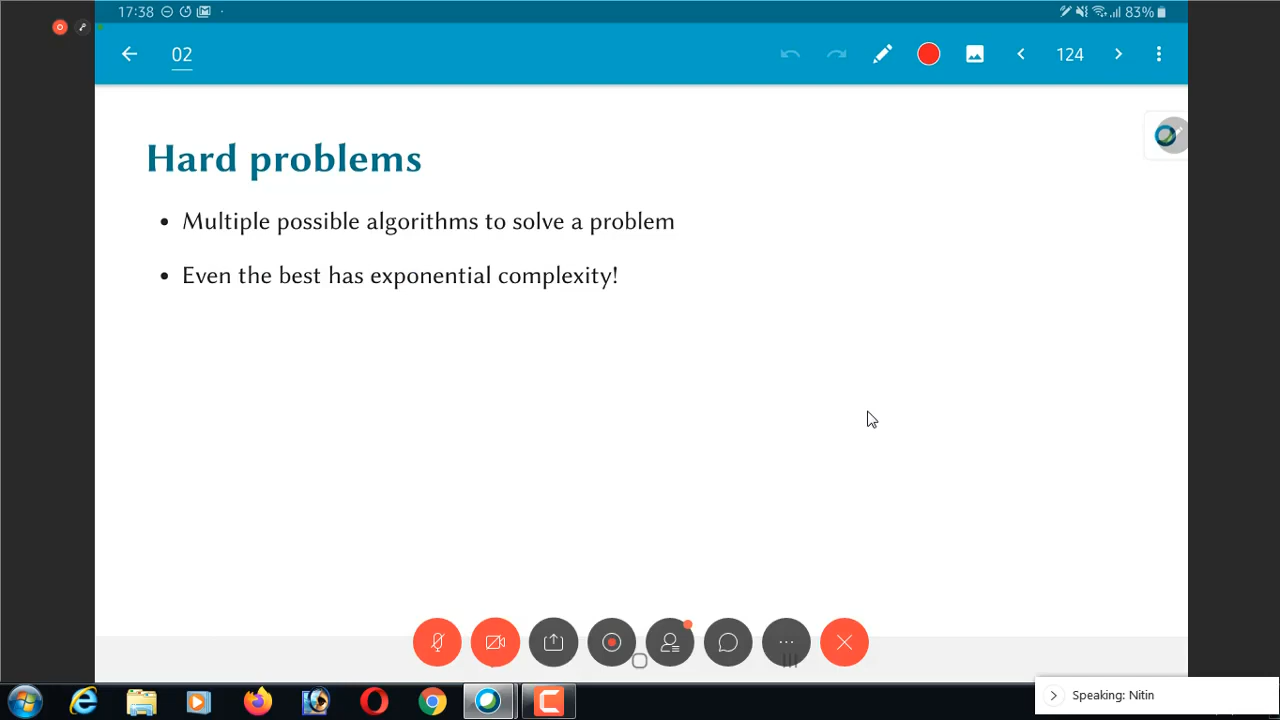 17:38
83%
02
124
Hard problems
• Multiple possible algorithms to solve a problem
• Even the best has exponential complexity!
Speaking: Nitin